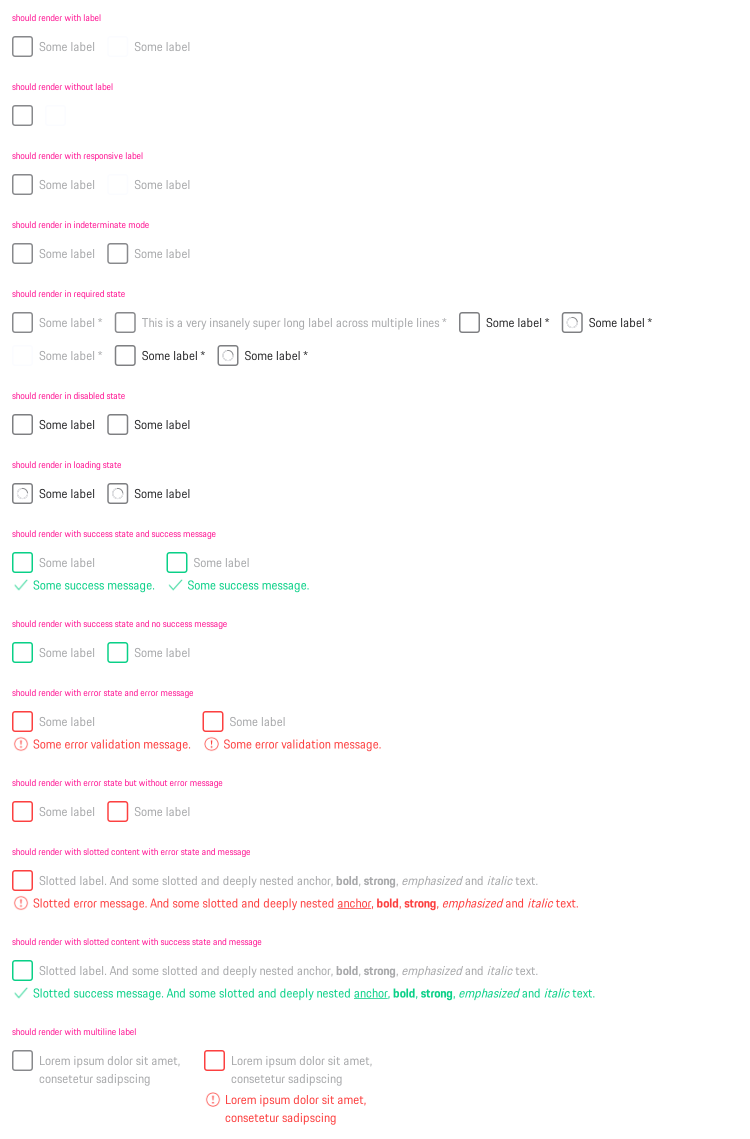 should render with label
Some label Some label
should render without label
should render with responsive label
Some label Some label
should render in indeterminate mode
Some label Some label
should render in required state
Some label * This is a very insanely super long label across multiple lines * Some label * Some label *
Some label * Some label * Some label *
should render in disabled state
Some label Some label
should render in loading state
Some label Some label
should render with success state and success message
Some label Some label
Some success message. Some success message.
should render with success state and no success message
Some label Some label
should render with error state and error message
Some label Some label
Some error validation message. Some error validation message.
should render with error state but without error message
Some label Some label
should render with slotted content with error state and message
Slotted label. And some slotted and deeply nested anchor, bold, strong, emphasized and italic text.
Slotted error message. And some slotted and deeply nested anchor, bold, strong, emphasized and italic text.
should render with slotted content with success state and message
Slotted label. And some slotted and deeply nested anchor, bold, strong, emphasized and italic text.
Slotted success message. And some slotted and deeply nested anchor, bold, strong, emphasized and italic text.
should render with multiline label
Lorem ipsum dolor sit amet,
consetetur sadipscing
Lorem ipsum dolor sit amet,
consetetur sadipscing
Lorem ipsum dolor sit amet,
consetetur sadipscing